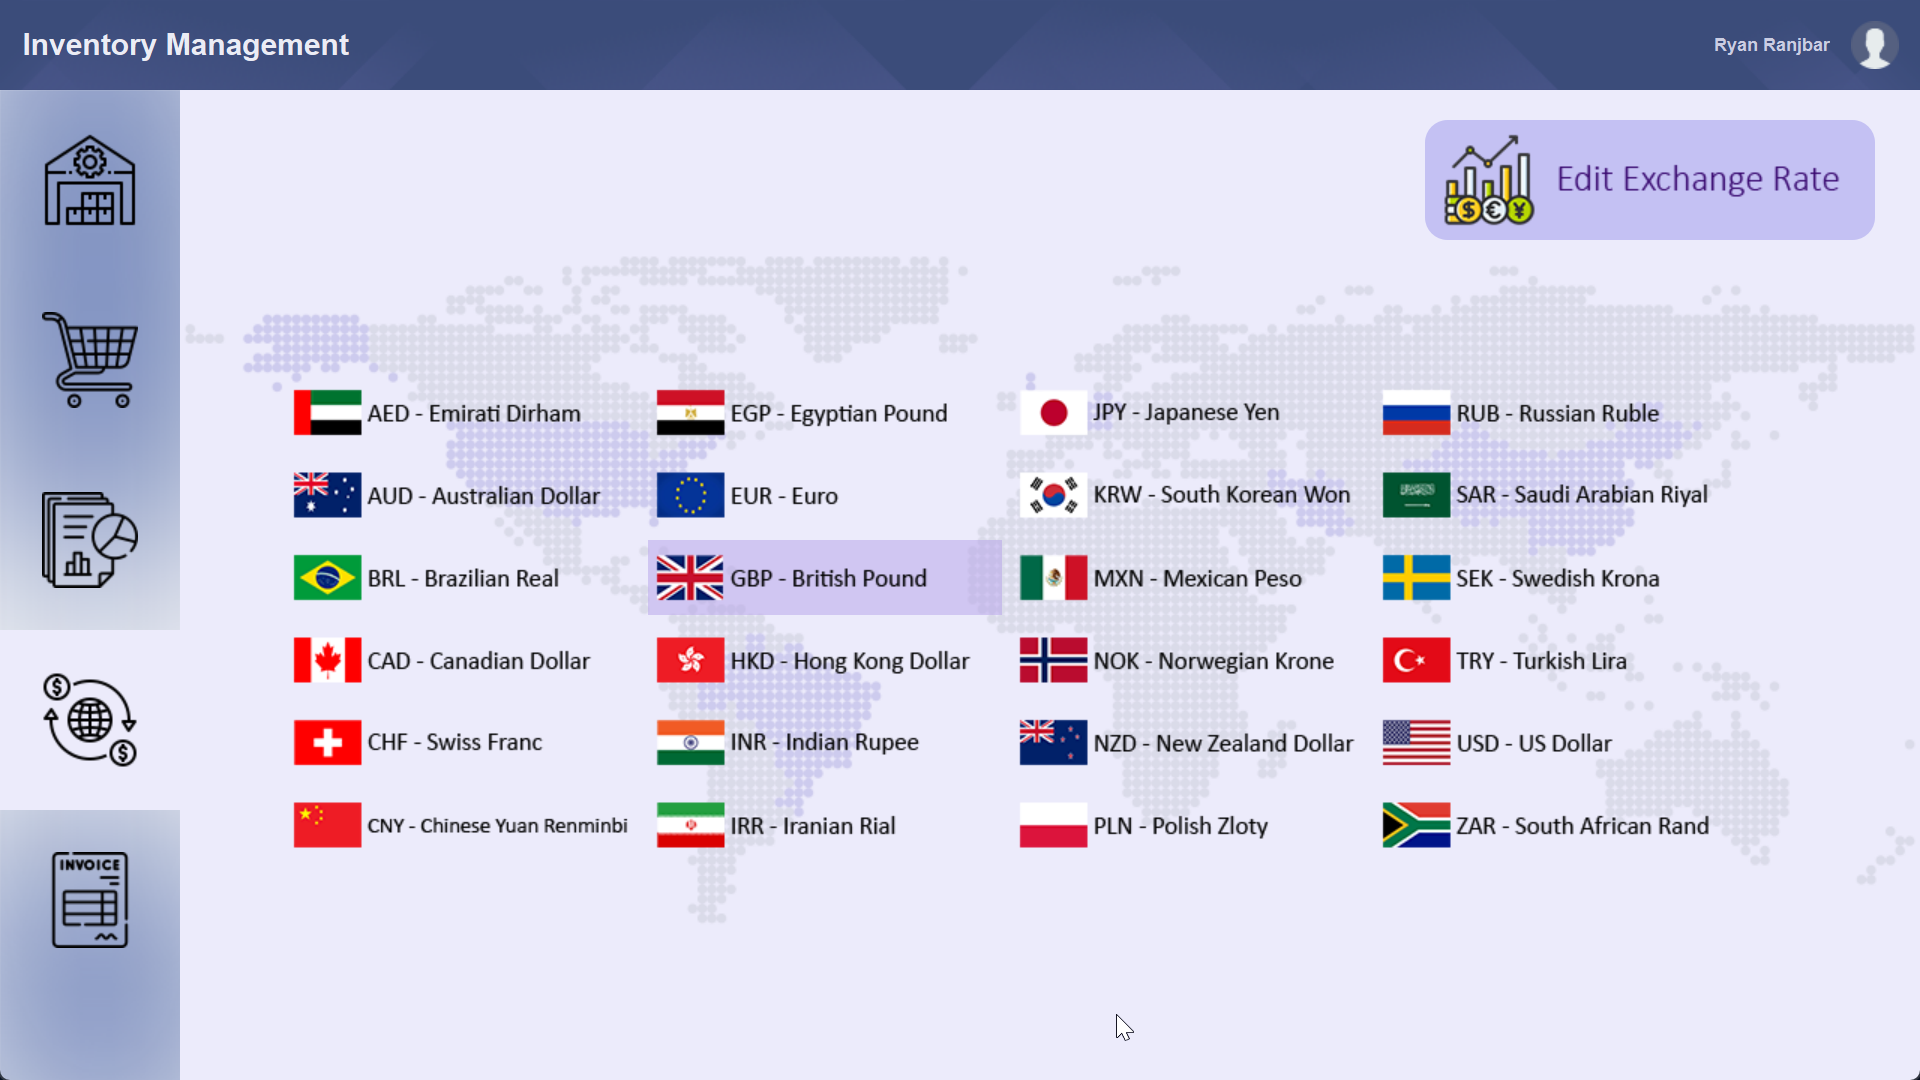 Inventory Management
Ryan Ranjbar
Edit Exchange Rate
AED - Emirati Dirham
AUD - Australian Dollar
BRL - Brazilian Real
CAD - Canadian Dollar
CHF - Swiss Franc
CNY - Chinese Yuan Renminbi
EGP - Egyptian Pound
EUR - Euro
GBP - British Pound
HKD - Hong Kong Dollar
INR - Indian Rupee
IRR - Iranian Rial
JPY - Japanese Yen
KRW - South Korean Won
MXN - Mexican Peso
NOK - Norwegian Krone
NZD - New Zealand Dollar
PLN - Polish Zloty
RUB - Russian Ruble
SAR - Saudi Arabian Riyal
SEK - Swedish Krona
TRY - Turkish Lira
USD - US Dollar
ZAR - South African Rand
INVOICE